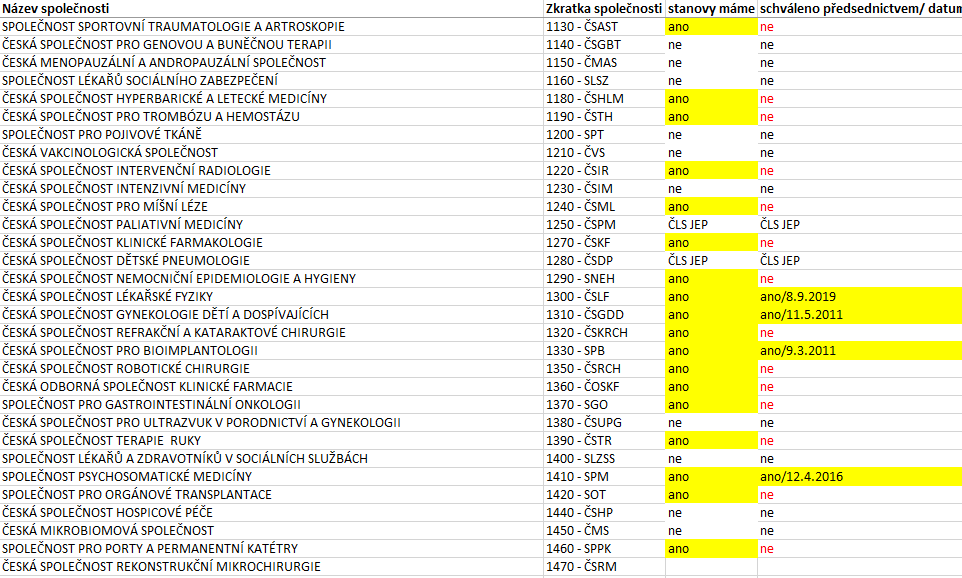 Název společnosti Zkratka společnosti stanovy máme schváleno předsednictvem/ datum
SPOLEČNOST SPORTOVNÍ TRAUMATOLOGIE A ARTROSKOPIE 1130 - ČSAST ano ne
ČESKÁ SPOLEČNOST PRO GENOVOU A BUNĚČNOU TERAPII 1140 - ČSGBT ne ne
ČESKÁ MENOPAUZÁLNÍ A ANDROPAUZÁLNÍ SPOLEČNOST 1150 - ČMAS ne ne
SPOLEČNOST LÉKAŘŮ SOCIÁLNÍHO ZABEZPEČENÍ 1160 - SLSZ ne ne
ČESKÁ SPOLEČNOST HYPERBARICKÉ A LETECKÉ MEDICÍNY 1180 - ČSHLM ano ne
ČESKÁ SPOLEČNOST PRO TROMBÓZU A HEMOSTÁZU 1190 - ČSTH ano ne
SPOLEČNOST PRO POJIVOVÉ TKÁNĚ 1200 - SPT ne ne
ČESKÁ VAKCINOLOGICKÁ SPOLEČNOST 1210 - ČVS ne ne
ČESKÁ SPOLEČNOST INTERVENČNÍ RADIOLOGIE 1220 - ČSIR ano ne
ČESKÁ SPOLEČNOST INTENZIVNÍ MEDICÍNY 1230 - ČSIM ne ne
ČESKÁ SPOLEČNOST PRO MÍŠNÍ LÉZE 1240 - ČSML ano ne
ČESKÁ SPOLEČNOST PALIATIVNÍ MEDICÍNY 1250 - ČSPM ČLS JEP ČLS JEP
ČESKÁ SPOLEČNOST KLINICKÉ FARMAKOLOGIE 1270 - ČSKF ano ne
ČESKÁ SPOLEČNOST DĚTSKÉ PNEUMOLOGIE 1280 - ČSDP ČLS JEP ČLS JEP
ČESKÁ SPOLEČNOST NEMOCNIČNÍ EPIDEMIOLOGIE A HYGIENY 1290 - SNEH ano ne
ČESKÁ SPOLEČNOST LÉKAŘSKÉ FYZIKY 1300 - ČSLF ano ano/8.9.2019
ČESKÁ SPOLEČNOST GYNEKOLOGIE DĚTÍ A DOSPÍVAJÍCÍCH 1310 - ČSGDD ano ano/11.5.2011
ČESKÁ SPOLEČNOST REFRAKČNÍ A KATARAKTOVÉ CHIRURGIE 1320 - ČSKRCH ano ne
ČESKÁ SPOLEČNOST PRO BIOIMPLANTOLOGII 1330 - SPB ano ano/9.3.2011
ČESKÁ SPOLEČNOST ROBOTICKÉ CHIRURGIE 1350 - ČSRCH ano ne
ČESKÁ ODBORNÁ SPOLEČNOST KLINICKÉ FARMACIE 1360 - ČOSKF ano ne
SPOLEČNOST PRO GASTROINTESTINÁLNÍ ONKOLOGII 1370 - SGO ano ne
ČESKÁ SPOLEČNOST PRO ULTRAZVUK V PORODNICTVÍ A GYNEKOLOGII 1380 - ČSUPG ne ne
ČESKÁ SPOLEČNOST TERAPIE RUKY 1390 - ČSTR ano ne
SPOLEČNOST LÉKAŘŮ A ZDRAVOTNÍKŮ V SOCIÁLNÍCH SLUŽBÁCH 1400 - SLZSS ne ne
SPOLEČNOST PSYCHOSOMATICKÉ MEDICÍNY 1410 - SPM ano ano/12.4.2016
SPOLEČNOST PRO ORGÁNOVÉ TRANSPLANTACE 1420 - SOT ano ne
ČESKÁ SPOLEČNOST HOSPICOVÉ PÉČE 1440 - ČSHP ne ne
ČESKÁ MIKROBIOMOVÁ SPOLEČNOST 1450 - ČMS ne ne
SPOLEČNOST PRO PORTY A PERMANENTNÍ KATÉTRY 1460 - SPPK ano ne
ČESKÁ SPOLEČNOST REKONSTRUKČNÍ MIKROCHIRURGIE 1470 - ČSRM